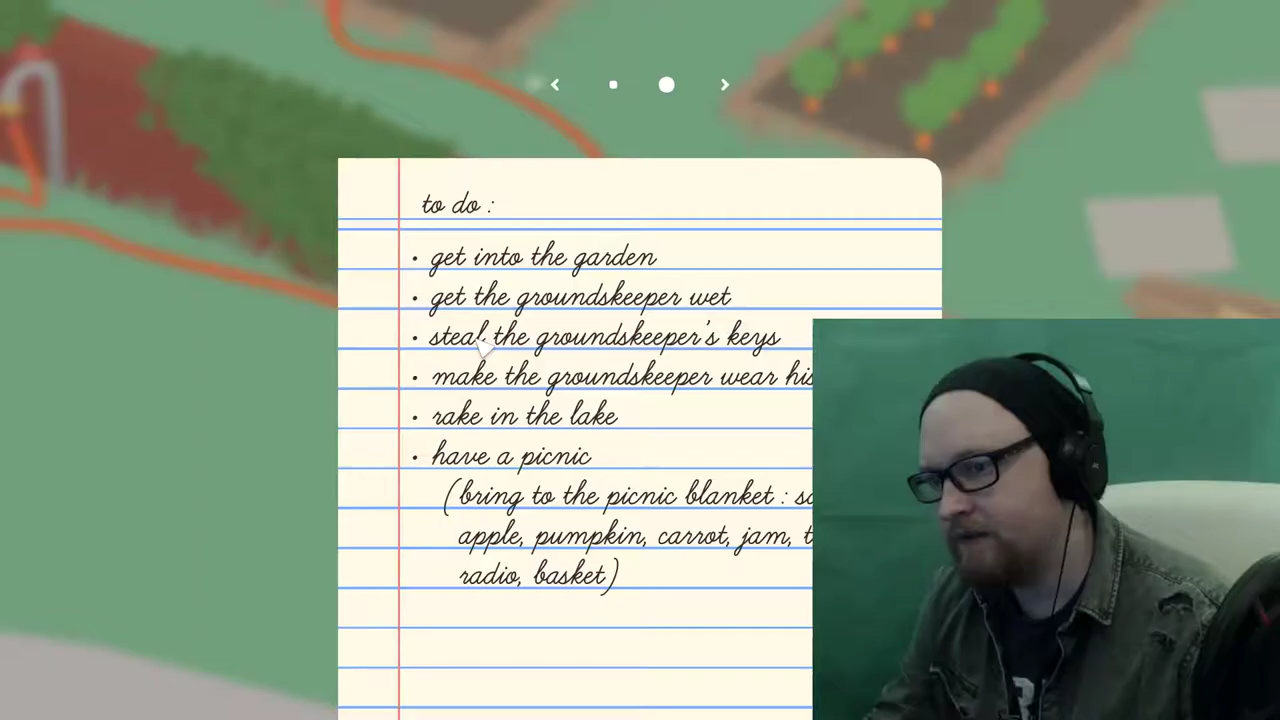 to do :
• get into the garden
• get the groundskeeper wet
• steal the groundskeeper's keys
• make the groundskeeper wear his
• rake in the lake
• have a picnic
(bring to the picnic blanket :
apple, pumpkin, carrot, jam,
radio, basket)